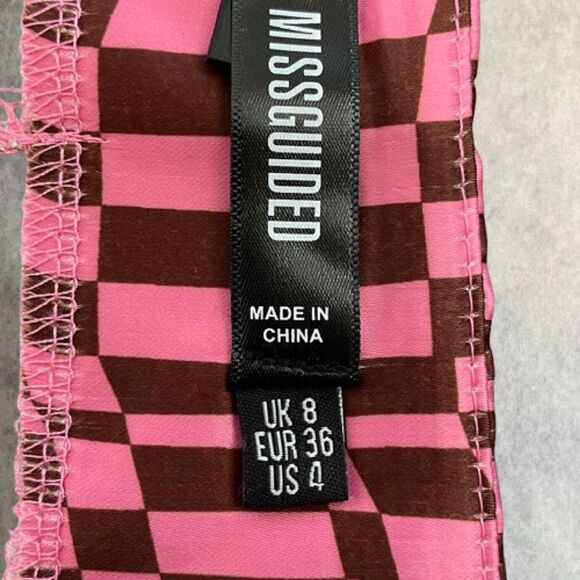 MISSGUIDED
MADE IN
CHINA
UK 8
EUR 36
US 4